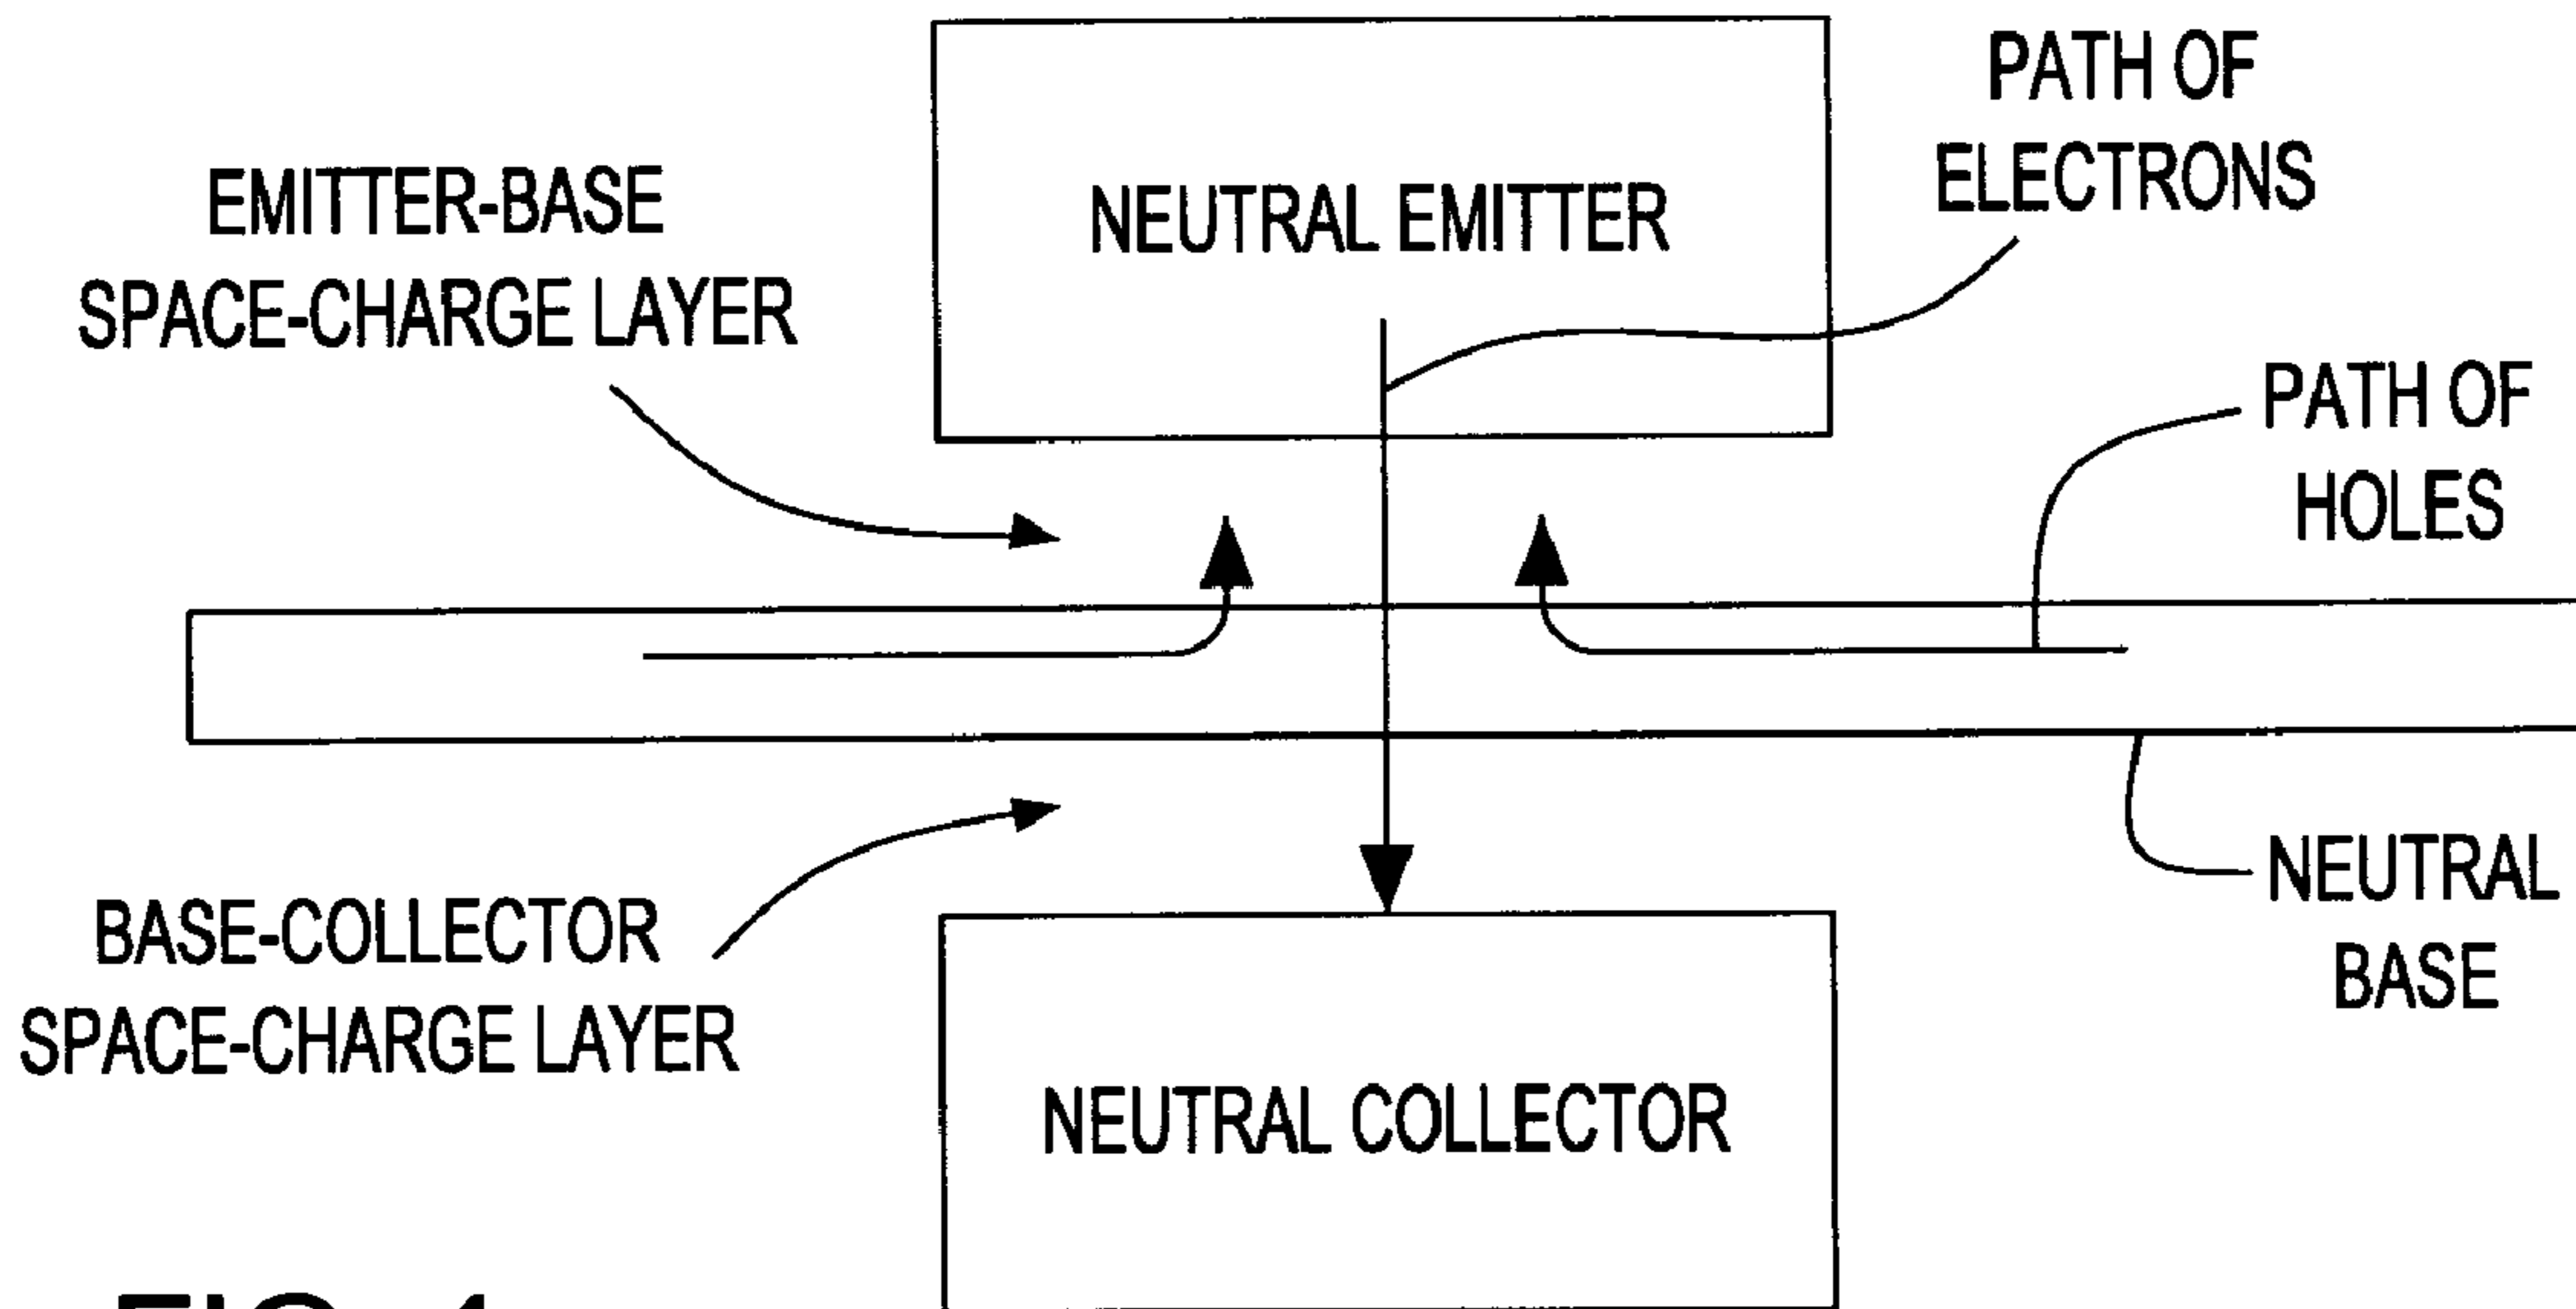 PATH OF
ELECTRONS
EMITTER-BASE
SPACE-CHARGE LAYER
NEUTRAL EMITTER
PATH OF
HOLES
NEUTRAL
BASE
BASE-COLLECTOR
SPACE-CHARGE LAYER
NEUTRAL COLLECTOR